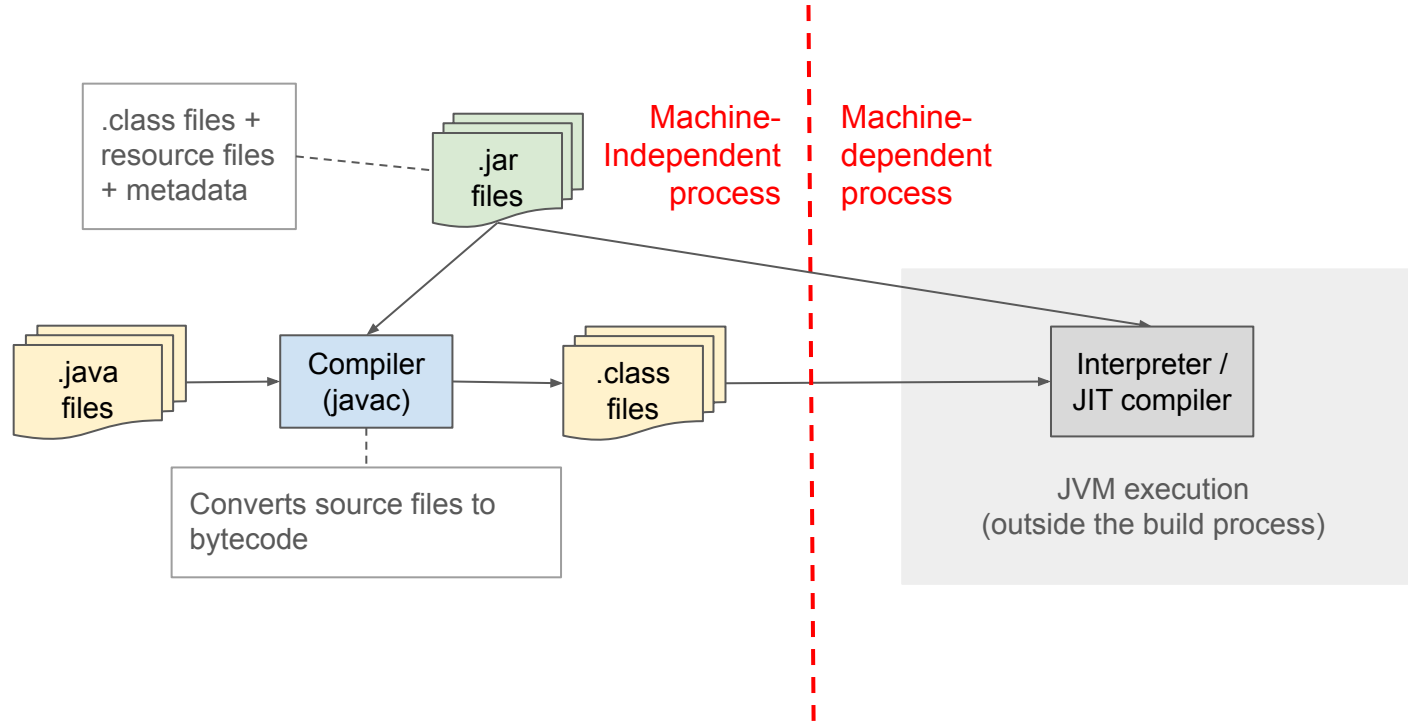 .class files +
resource files
+ metadata
.jar
files
Machine-
Independent
process
Machine-
dependent
process
.java
files
Compiler
(javac)
.class
files
Interpreter /
JIT compiler
Converts source files to
bytecode
JVM execution
(outside the build process)